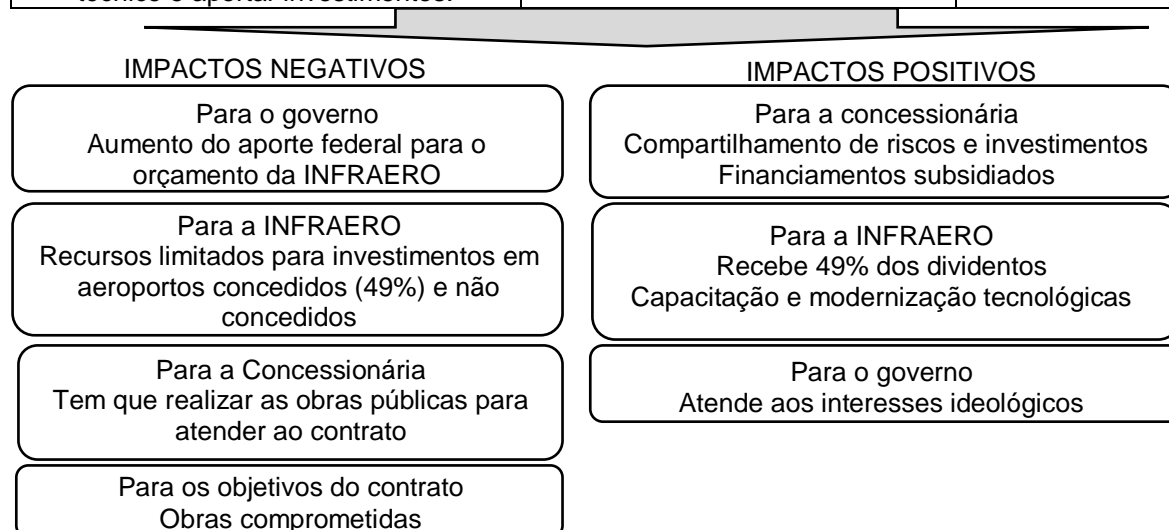 técnico e aportar investimentos.
IMPACTOS NEGATIVOS
Para o governo
Aumento do aporte federal para o
orçamento da INFRAERO
Para a INFRAERO
Recursos limitados para investimentos em
aeroportos concedidos (49%) e não
concedidos
Para a Concessionária
Tem que realizar as obras públicas para
atender ao contrato
Para os objetivos do contrato
Obras comprometidas
IMPACTOS POSITIVOS
Para a concessionária
Compartilhamento de riscos e investimentos
Financiamentos subsidiados
Para a INFRAERO
Recebe 49% dos dividentos
Capacitação e modernização tecnológicas
Para o governo
Atende aos interesses ideológicos